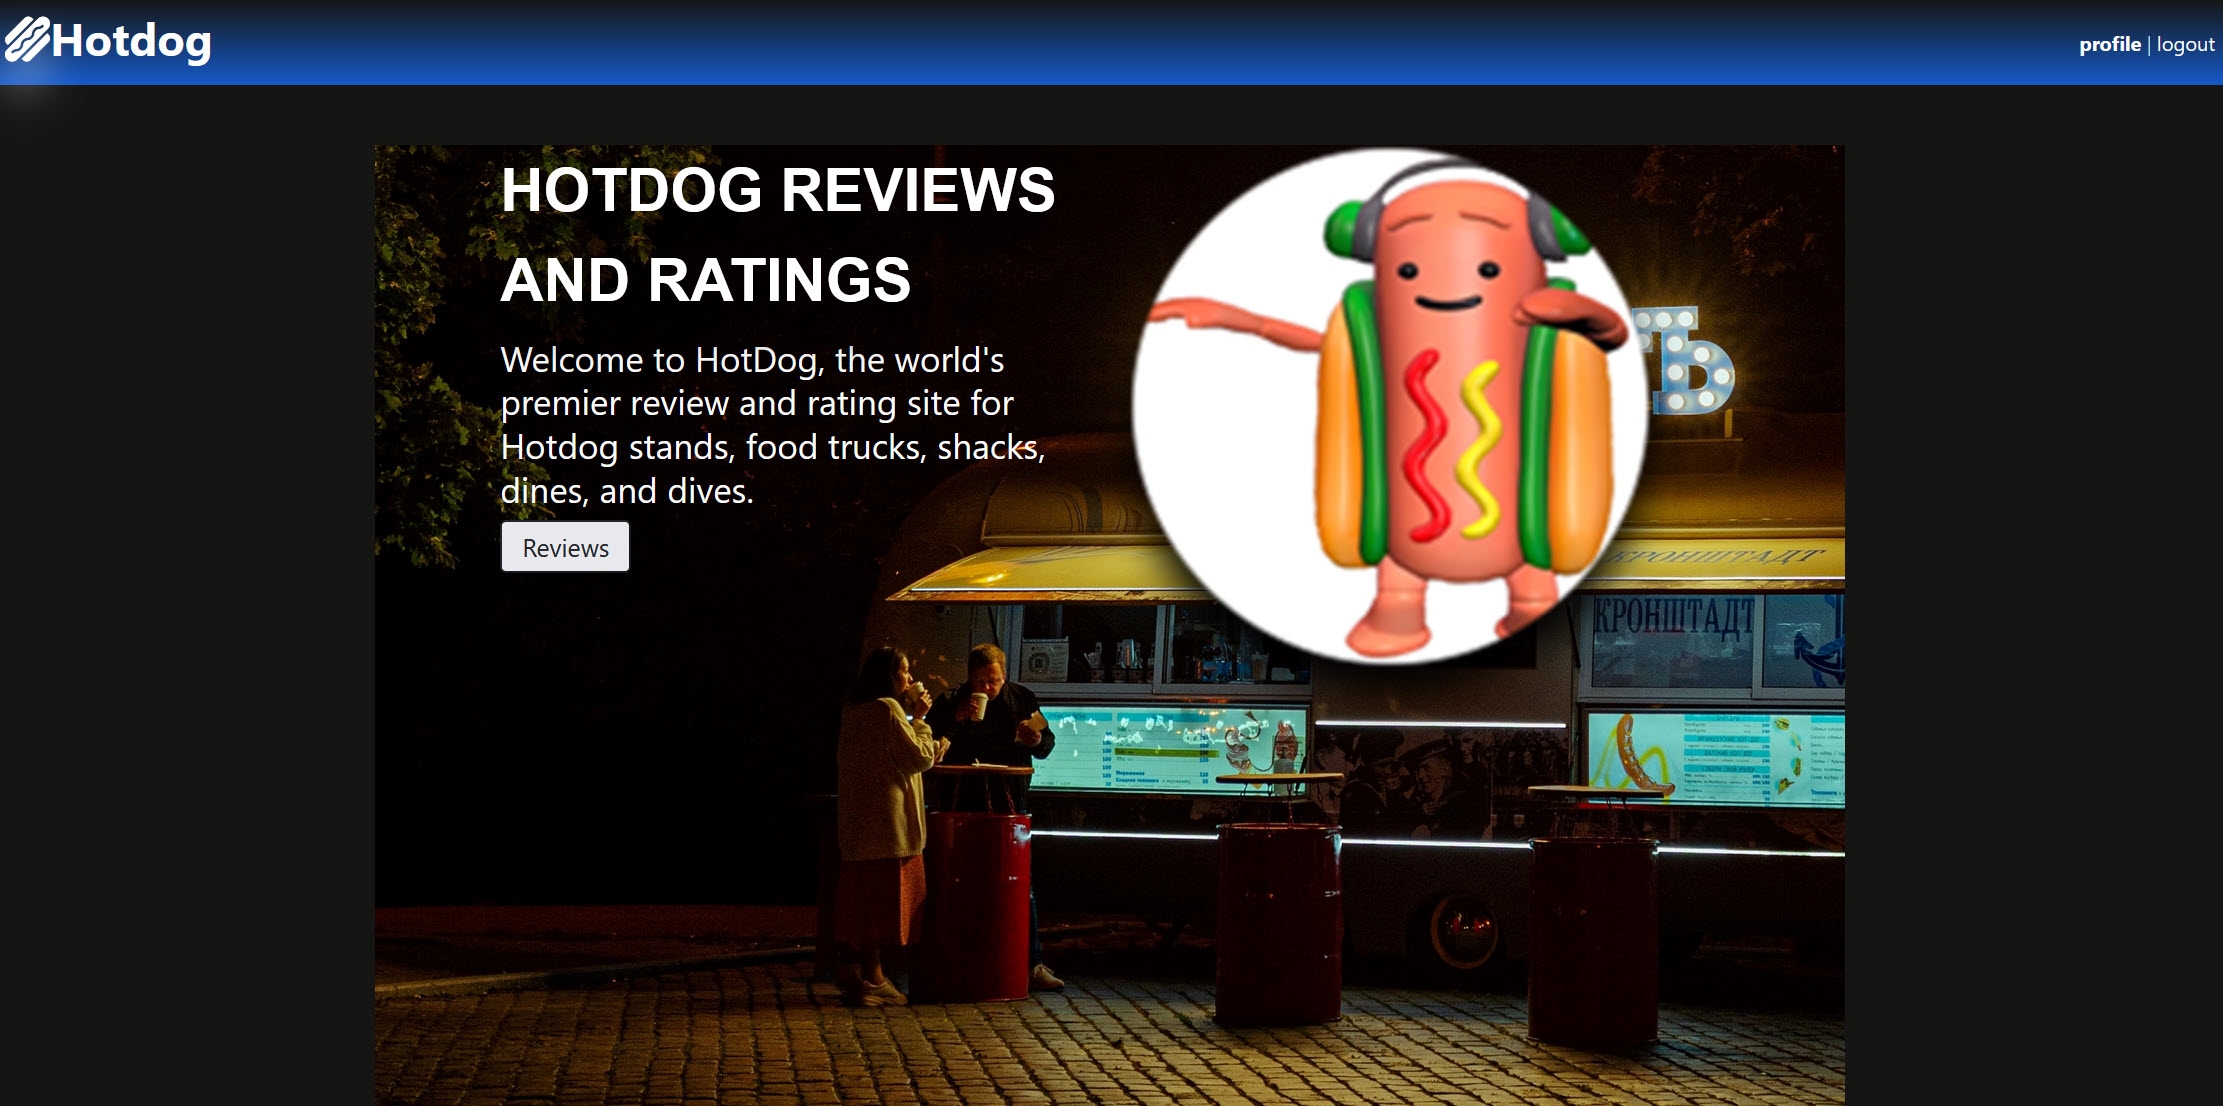 Hotdog
profile | logout
HOTDOG REVIEWS
AND RATINGS
Welcome to HotDog, the world's
premier review and rating site for
Hotdog stands, food trucks, shacks,
dines, and dives.
Reviews
Ъ
КРОНШТАДТ
КРОНШТАДТ